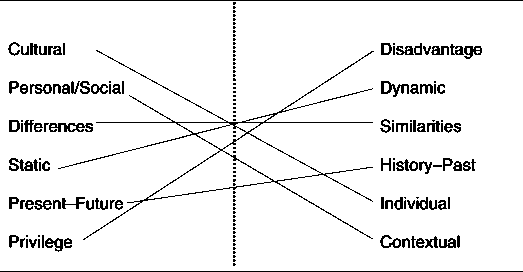 Cultural
Disadvantage
Personal/Social
Dynamic
Differences
Similarities
Static
History–Past
Present–Future
Individual
Privilege
Contextual